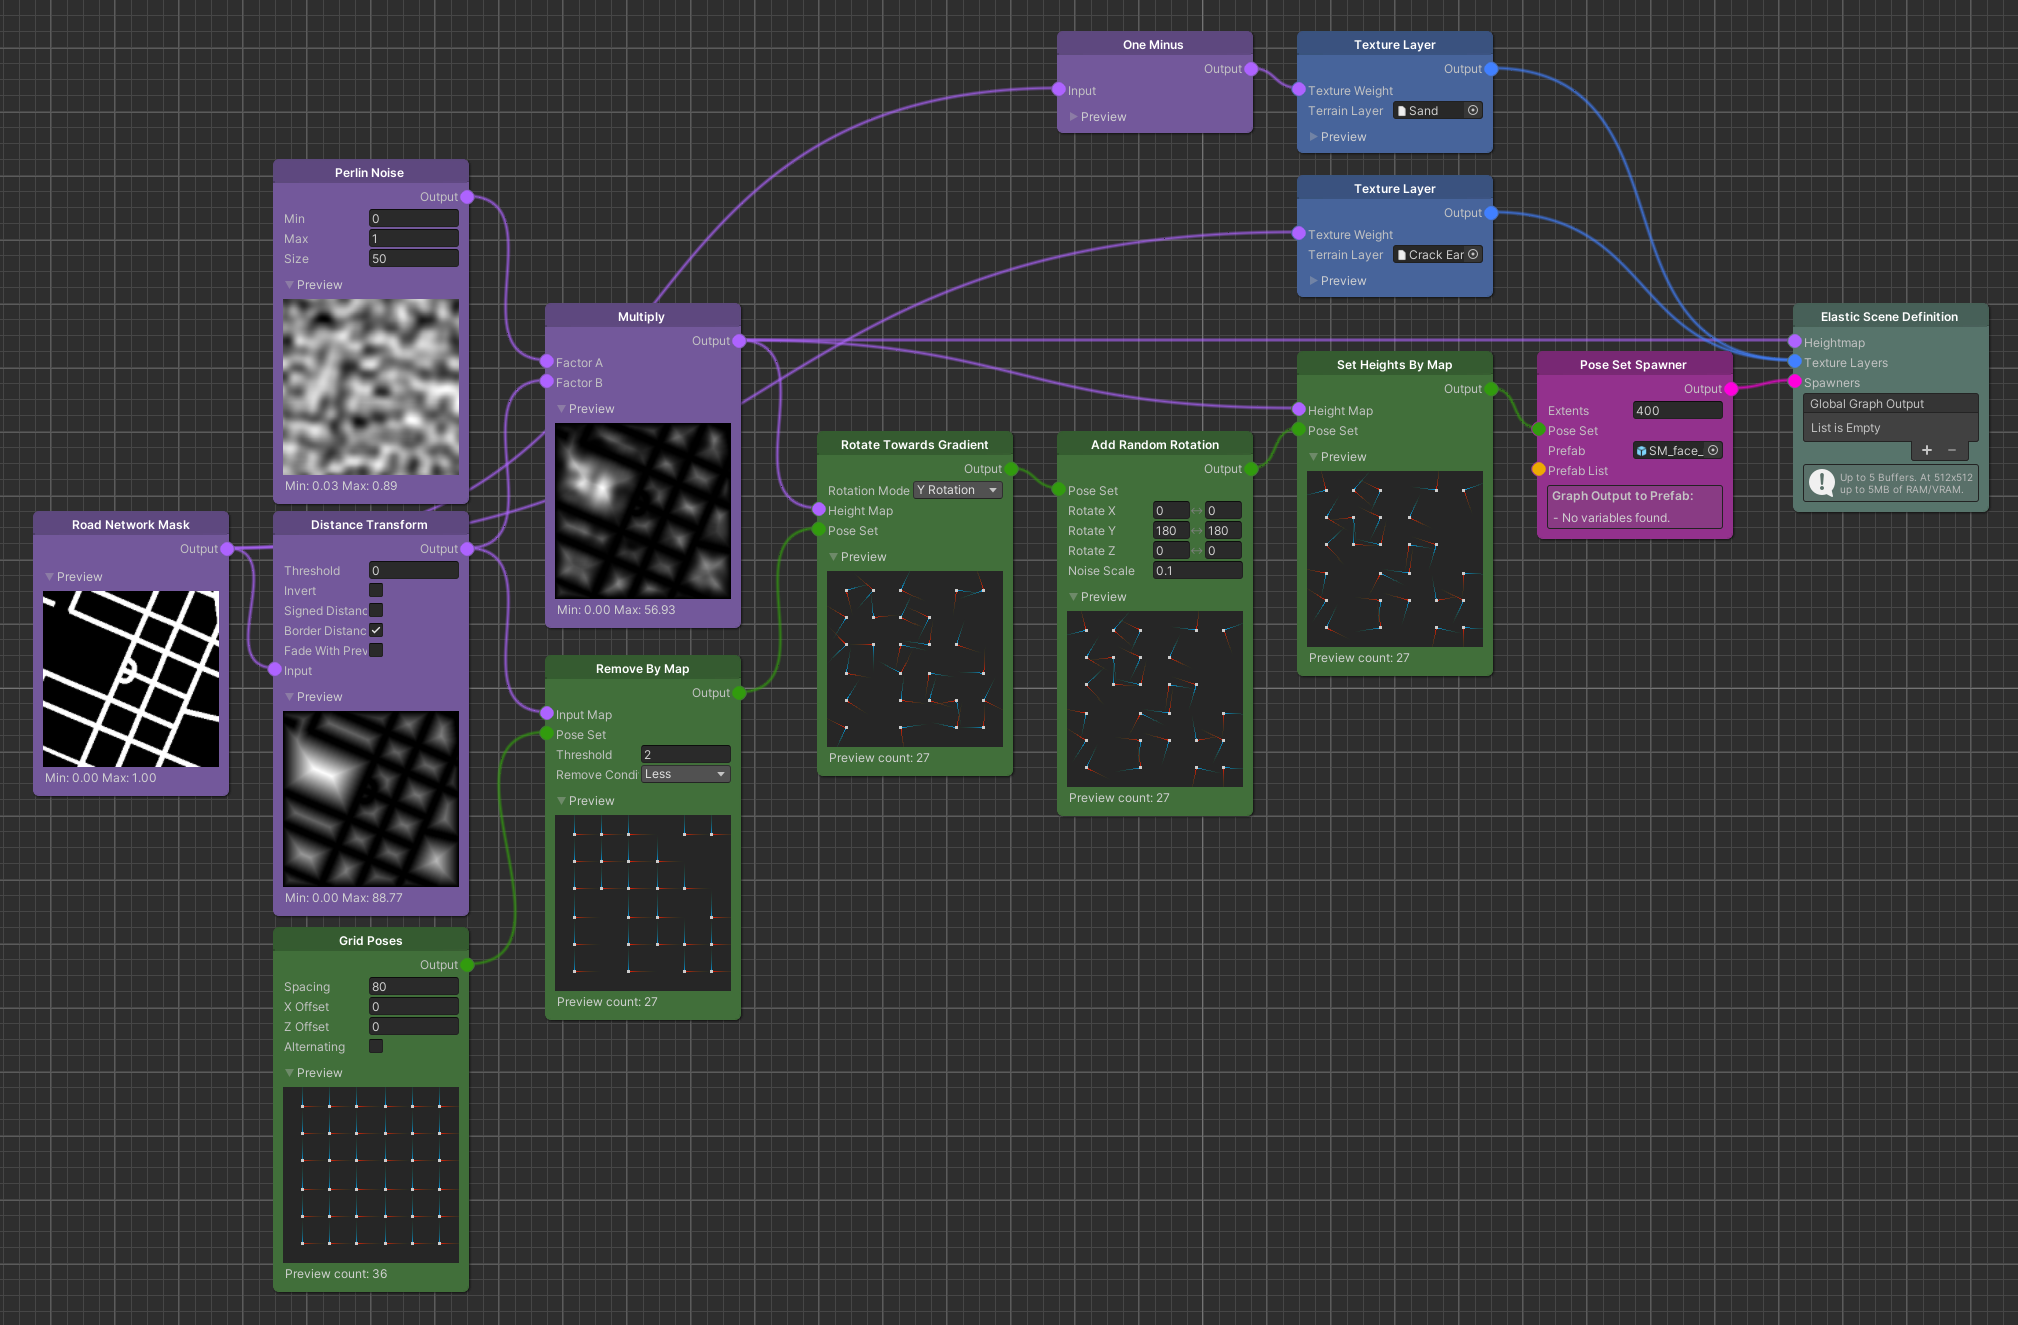 One Minus
Output
Input
Preview
Texture Layer
Output
Texture Weight
Terrain Layer Sand
Preview
Texture Layer
Output
Texture Weight
Terrain Layer Crack Ear
Preview
Perlin Noise
Output
Min 0
Max 1
Size 50
Preview
Min: 0.03 Max: 0.89
Multiply
Output
Factor A
Factor B
Preview
Min: 0.00 Max: 56.93
Elastic Scene Definition
Heightmap
Texture Layers
Spawners
Global Graph Output
List is Empty
+ −
Up to 5 Buffers. At 512x512
up to 5MB of RAM/VRAM.
Set Heights By Map
Output
Height Map
Pose Set
Preview
Preview count: 27
Pose Set Spawner
Output
Extents 400
Pose Set
Prefab SM_face_
Prefab List
Graph Output to Prefab:
- No variables found.
Rotate Towards Gradient
Output
Rotation Mode Y Rotation
Height Map
Pose Set
Preview
Preview count: 27
Add Random Rotation
Output
Pose Set
Rotate X 0 ↔ 0
Rotate Y 180 ↔ 180
Rotate Z 0 ↔ 0
Noise Scale 0.1
Preview
Preview count: 27
Road Network Mask
Output
Preview
Min: 0.00 Max: 1.00
Distance Transform
Output
Threshold 0
Invert
Signed Distanc
Border Distanc
Fade With Prev
Input
Preview
Min: 0.00 Max: 88.77
Remove By Map
Output
Input Map
Pose Set
Threshold 2
Remove Condi Less
Preview
Preview count: 27
Grid Poses
Output
Spacing 80
X Offset 0
Z Offset 0
Alternating
Preview
Preview count: 36